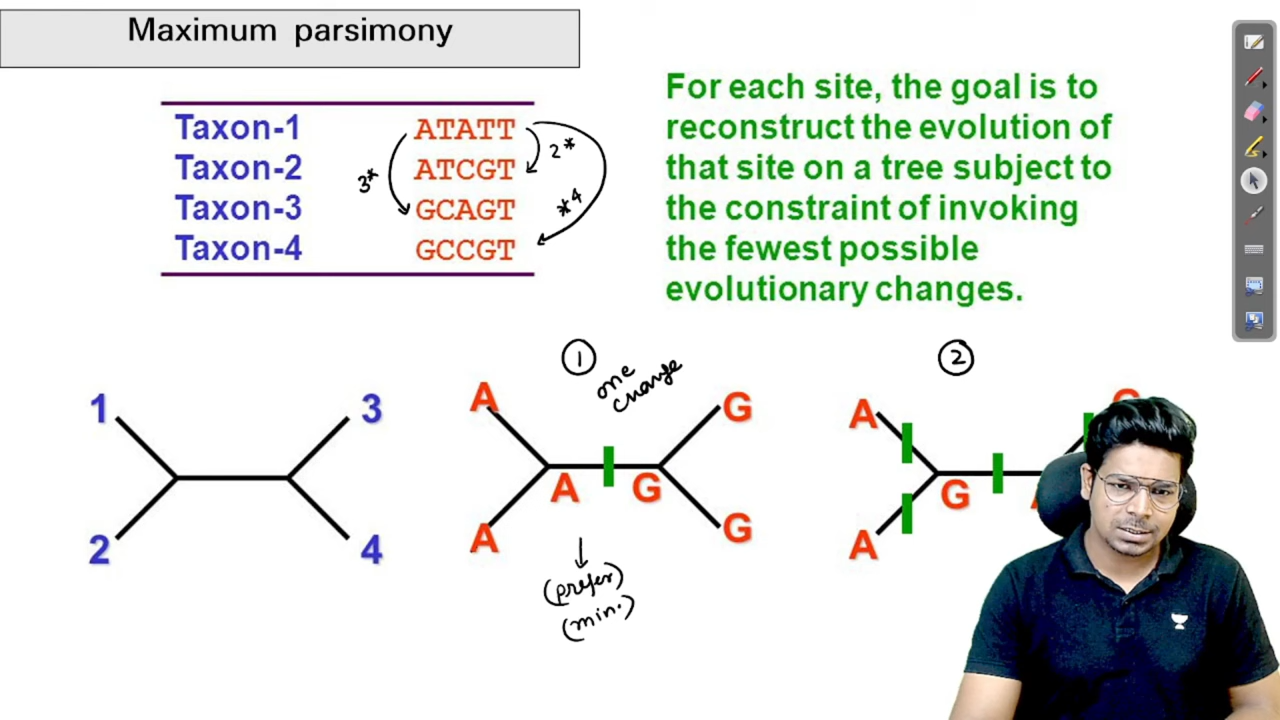 Maximum parsimony
Taxon-1 ATATT
Taxon-2 ATCGT
Taxon-3 GCAGT
Taxon-4 GCCGT
2*
3*
*4
For each site, the goal is to
reconstruct the evolution of
that site on a tree subject to
the constraint of invoking
the fewest possible
evolutionary changes.
1 3
2 4
1
one
change
A G
A G
A G
(prefer)
(min.)
2
A
G
A